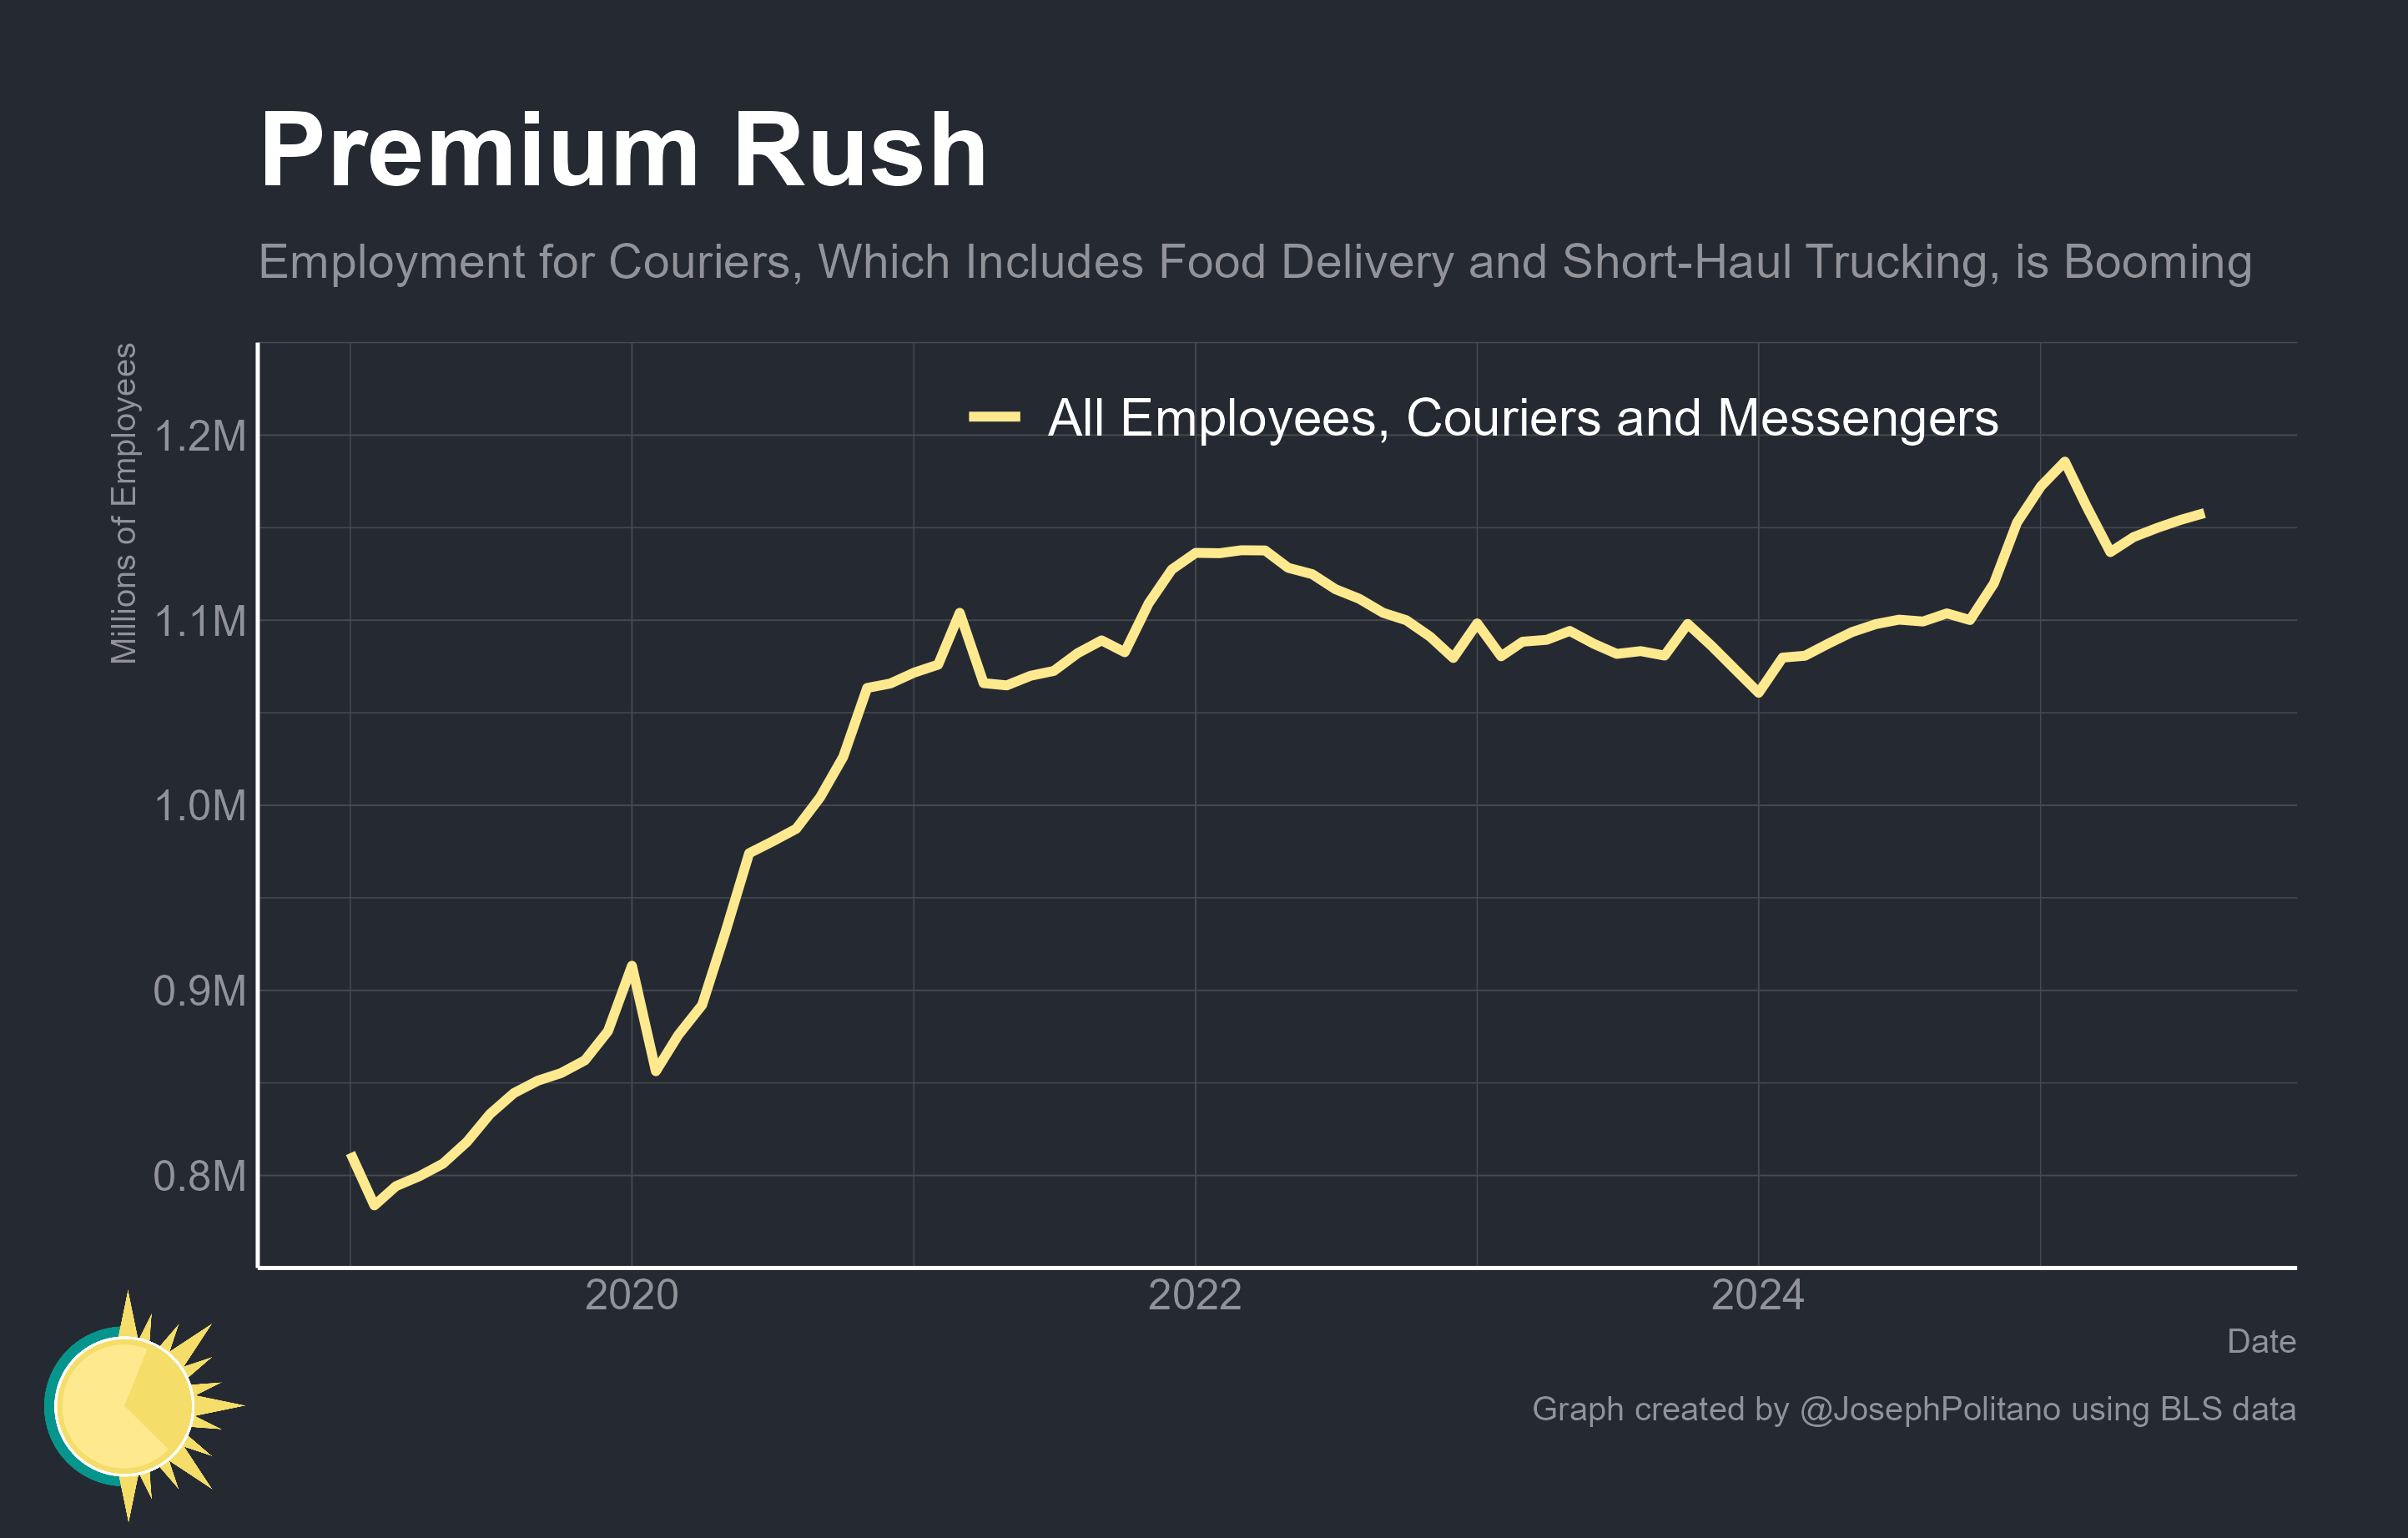 Premium Rush
Employment for Couriers, Which Includes Food Delivery and Short-Haul Trucking, is Booming
Millions of Employees
All Employees, Couriers and Messengers
1.2M
1.1M
1.0M
0.9M
0.8M
2020
2022
2024
Date
Graph created by @JosephPolitano using BLS data